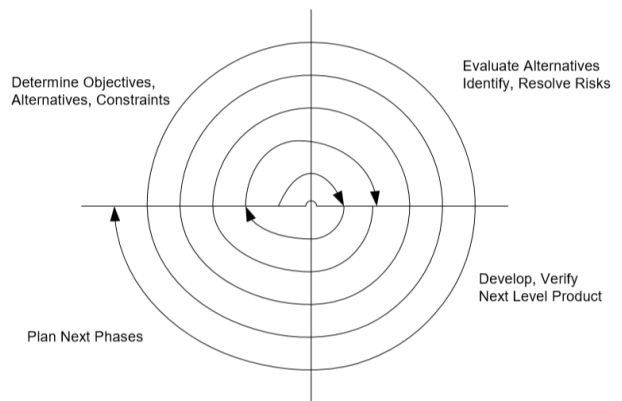 Evaluate Alternatives
Identify, Resolve Risks
Determine Objectives,
Alternatives, Constraints
Develop, Verify
Next Level Product
Plan Next Phases